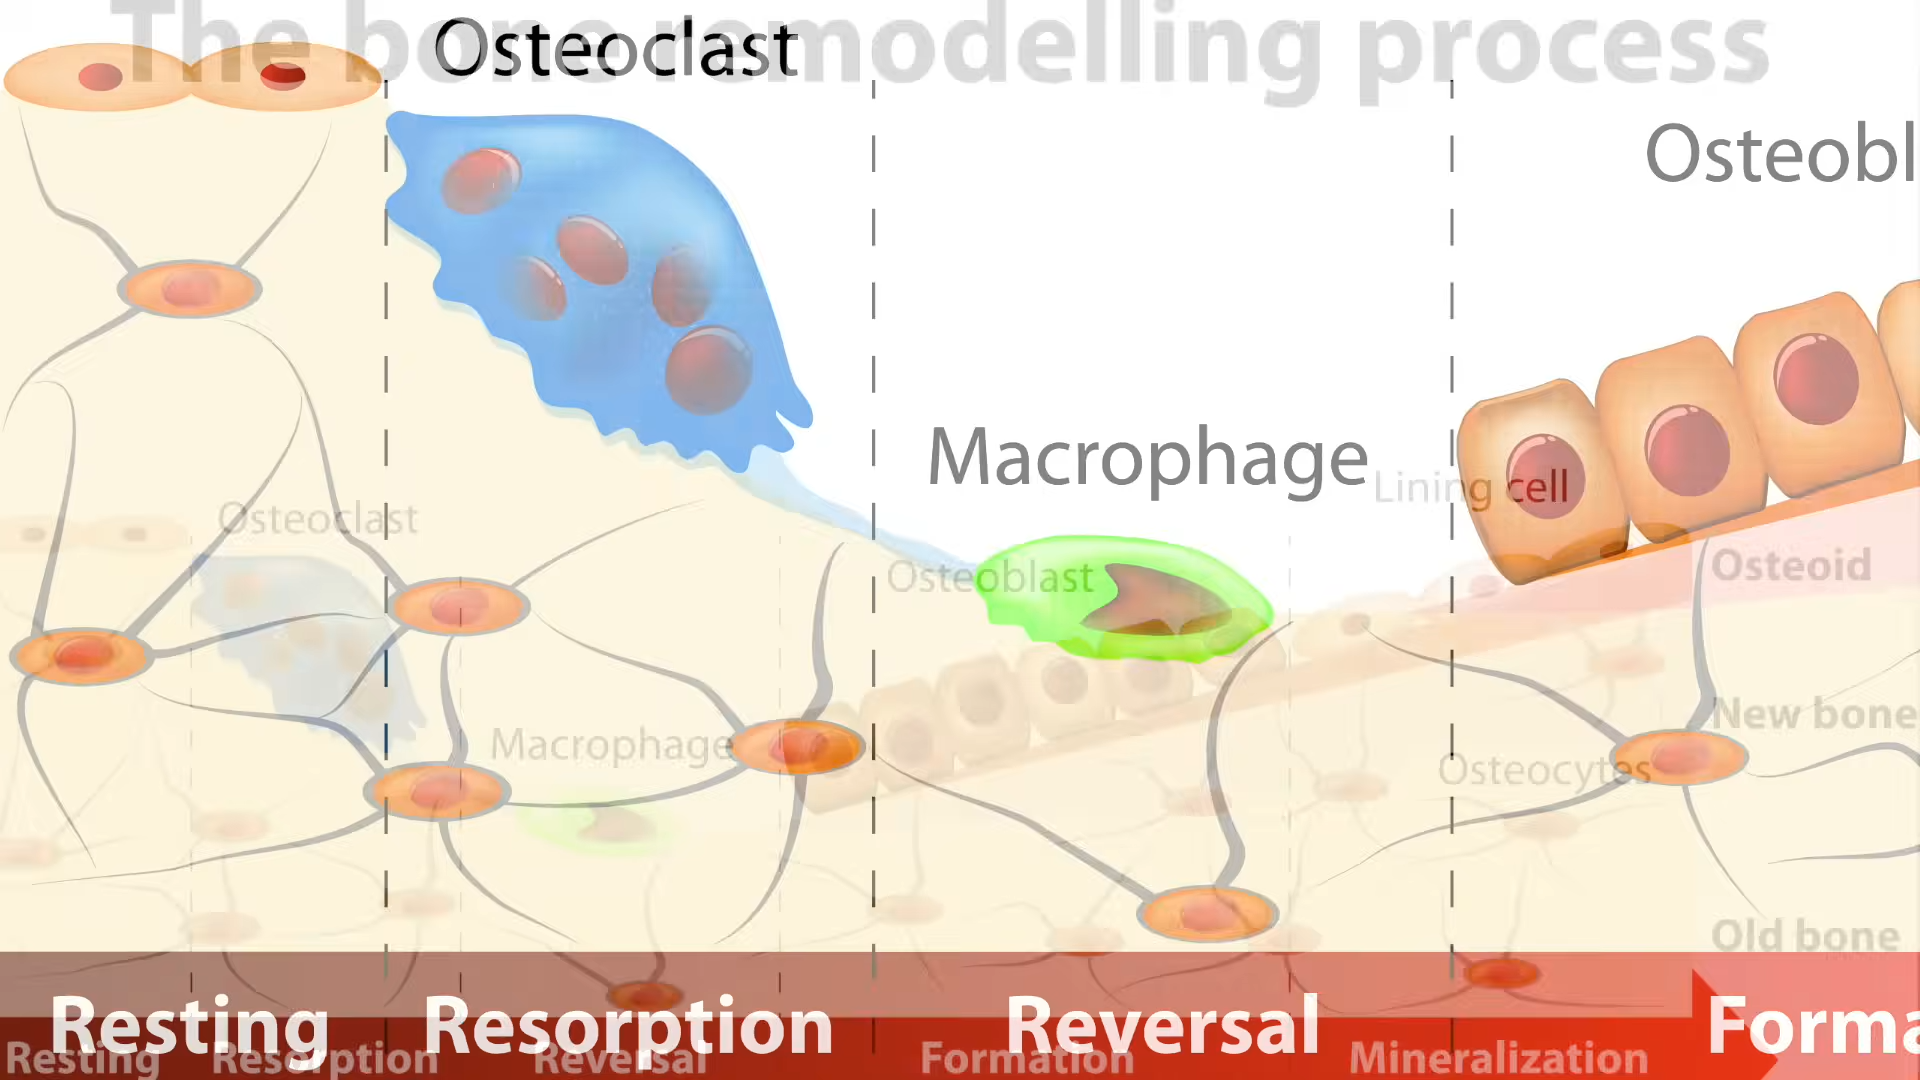 The bone remodelling process
Osteoclast
Osteobl
Macrophage
Lining cell
Osteoclast
Osteoblast
Osteoid
New bone
Macrophage
Osteocytes
Old bone
Resting Resorption Reversal Forma
Resting Resorption Reversal Formation Mineralization